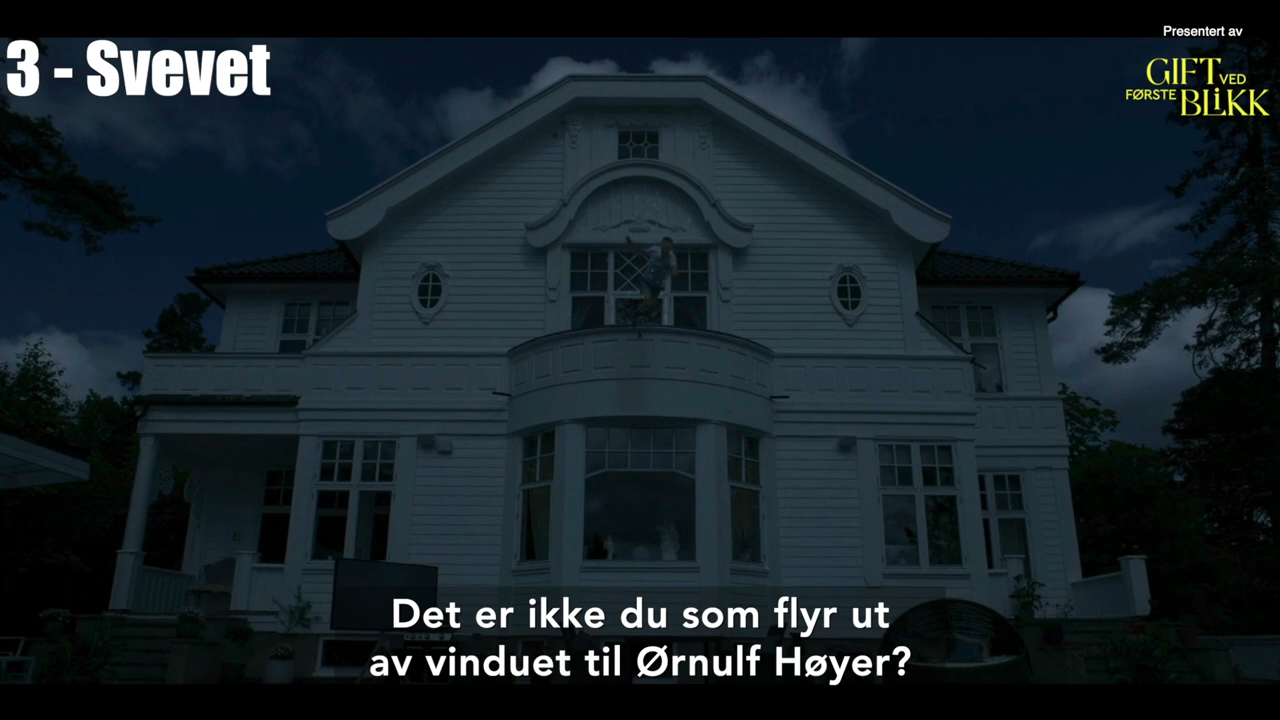 Presentert av
3 - Svevet
GIFT VED
FØRSTE BLiKK
Det er ikke du som flyr ut
av vinduet til Ørnulf Høyer?